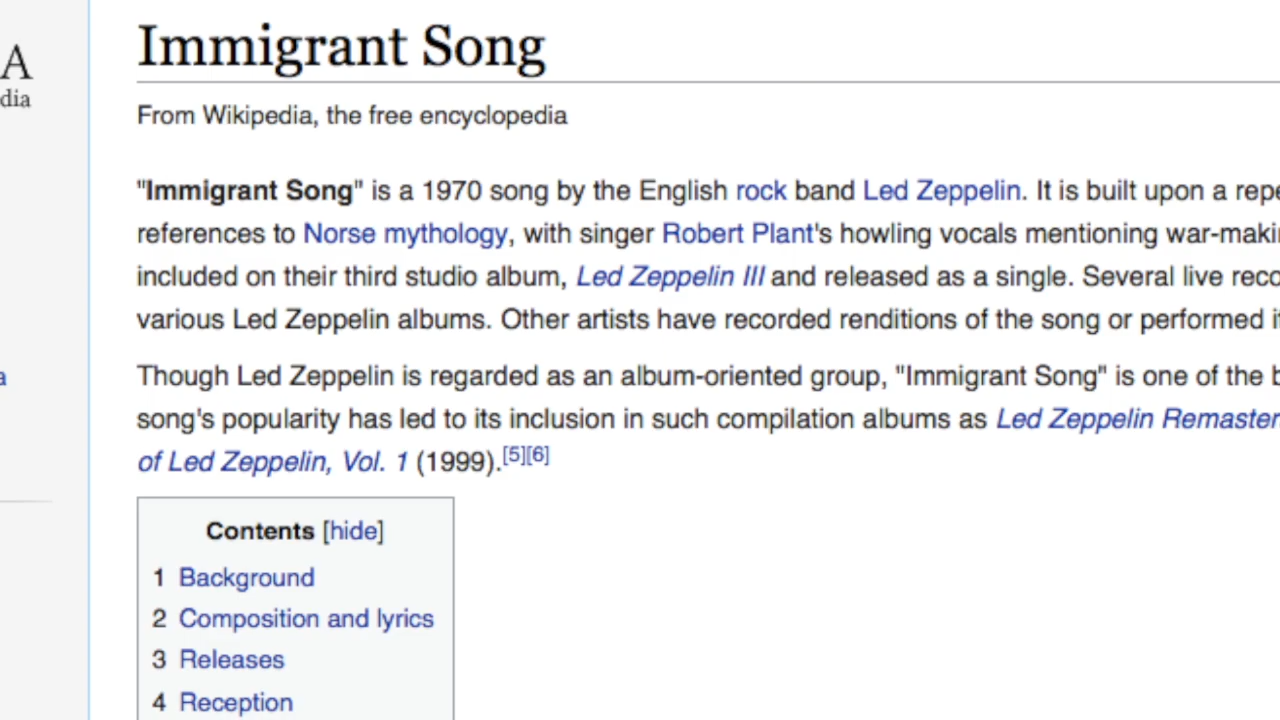 Immigrant Song
A
dia
From Wikipedia, the free encyclopedia
"Immigrant Song" is a 1970 song by the English rock band Led Zeppelin. It is built upon a
references to Norse mythology, with singer Robert Plant's howling vocals mentioning
included on their third studio album, Led Zeppelin III and released as a single. Several live
various Led Zeppelin albums. Other artists have recorded renditions of the song or performed
a
Though Led Zeppelin is regarded as an album-oriented group, "Immigrant Song" is one of the
song's popularity has led to its inclusion in such compilation albums as Led Zeppelin
of Led Zeppelin, Vol. 1 (1999).[5][6]
Contents [hide]
1 Background
2 Composition and lyrics
3 Releases
4 Reception